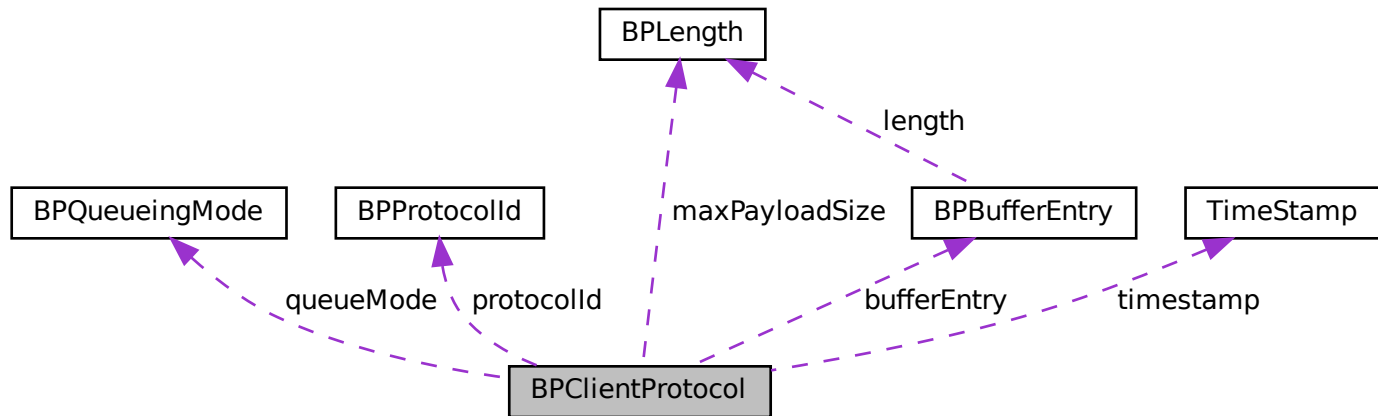 BPLength
length
BPQueueingMode
BPProtocolId
maxPayloadSize
BPBufferEntry
TimeStamp
queueMode
protocolId
bufferEntry
timestamp
BPClientProtocol